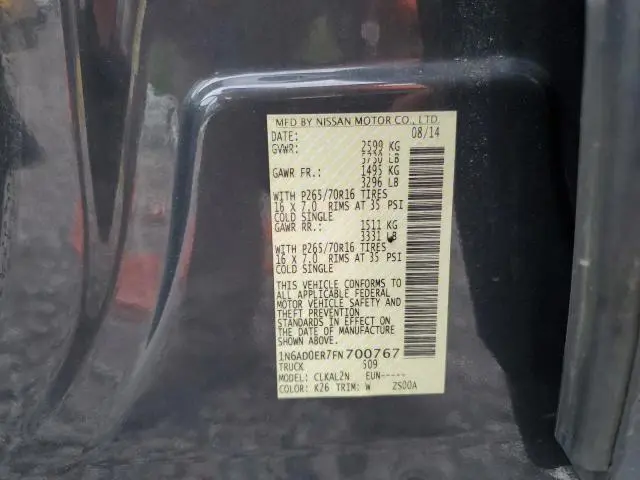 MFD BY NISSAN MOTOR CO., LTD.
DATE: 08/14
GVWR: 2599 KG
5730 LB
GAWR FR.: 1495 KG
3296 LB
WITH P265/70R16 TIRES
16 X 7.0 RIMS AT 35 PSI
COLD SINGLE
GAWR RR.: 1511 KG
3331 LB
WITH P265/70R16 TIRES
16 X 7.0 RIMS AT 35 PSI
COLD SINGLE
THIS VEHICLE CONFORMS TO
ALL APPLICABLE FEDERAL
MOTOR VEHICLE SAFETY AND
THEFT PREVENTION
STANDARDS IN EFFECT ON
THE DATE OF MANUFACTURE
SHOWN ABOVE.
1N6AD0ER7FN700767
TRUCK 509
MODEL: CLKAL2N EUN-----
COLOR: K26 TRIM: W ZS00A